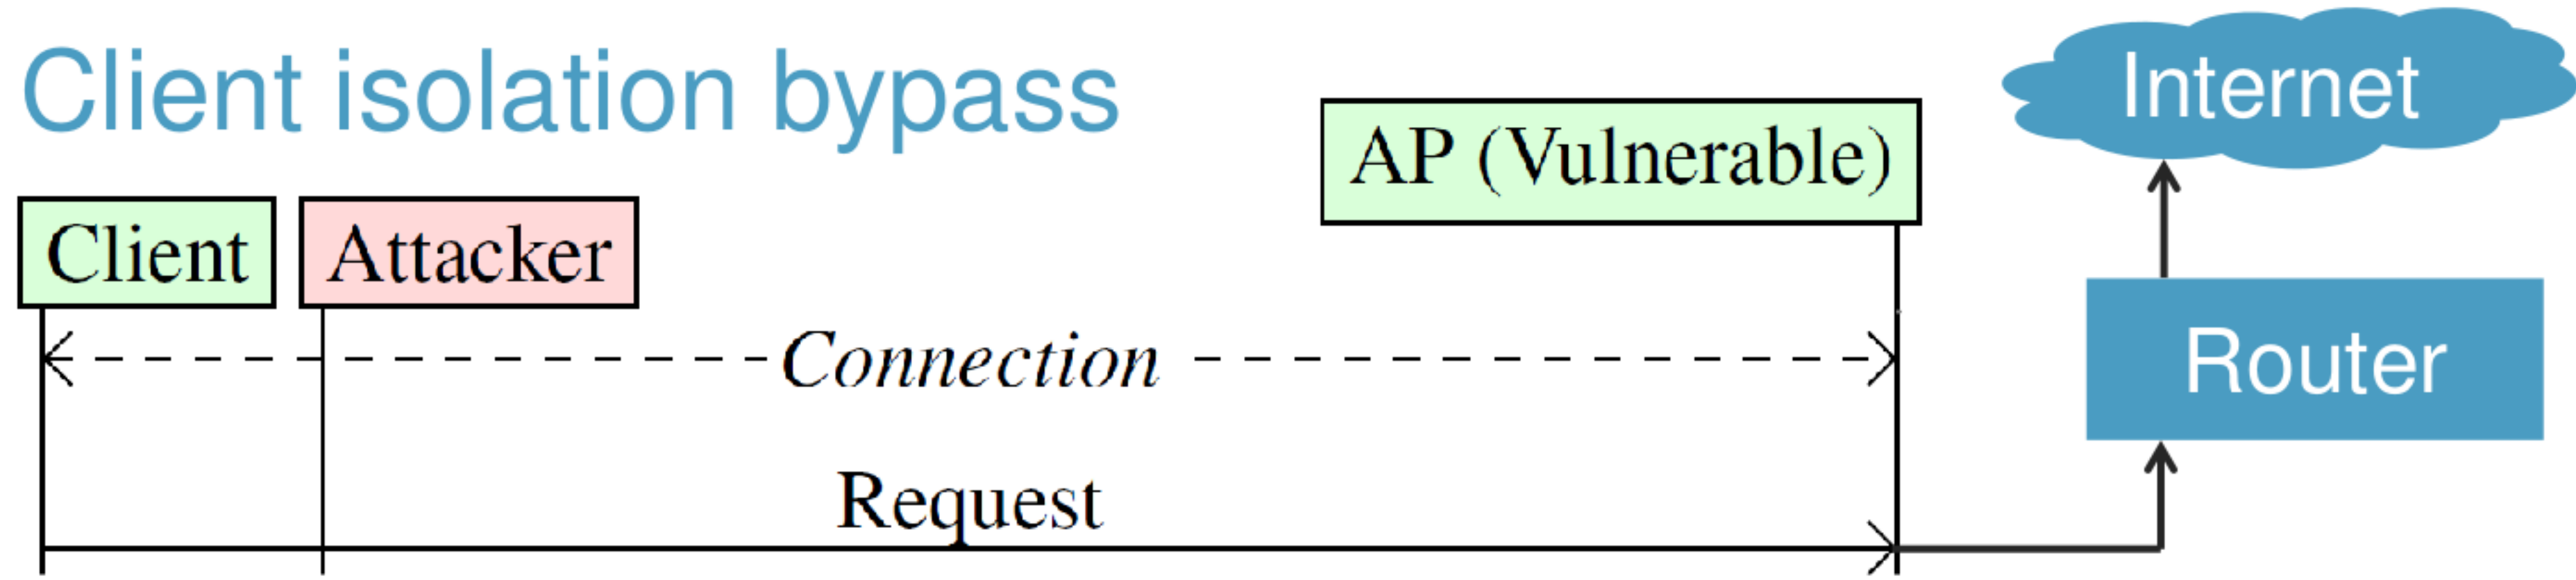 Client isolation bypass
Internet
AP (Vulnerable)
Client
Attacker
Router
Connection
Request